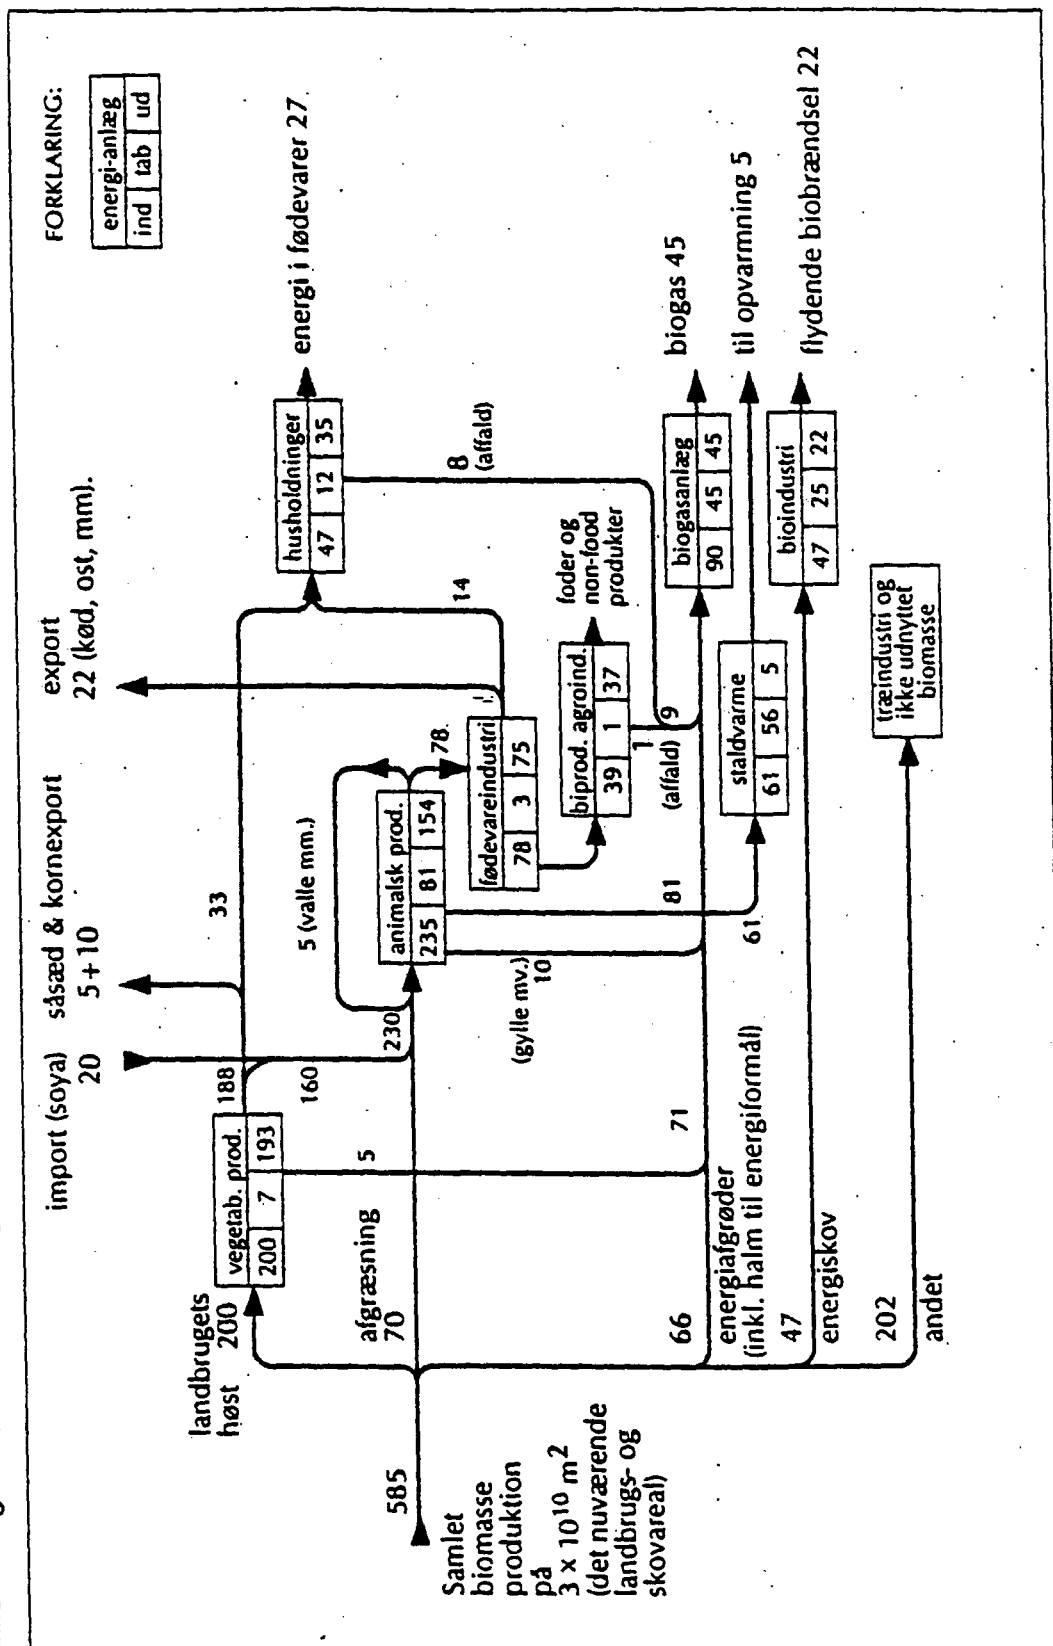 FORKLARING:
energi-anlæg
ind tab ud
import (soya)
20
såsæd & kornexport
5+10
export
22 (kød, ost, mm).
landbrugets
høst 200
vegetab. prod.
200 7 193
188
33
160
5
5 (valle mm.)
230
afgræsning
70
animalsk prod.
235 81 154
78
fødevareindustri
78 3 75
14
husholdninger
47 12 35
energi i fødevarer 27
8
(affald)
biprod. agroind.
39 1 37
foder og
non-food
produkter
1
9
(affald)
(gylle mv.)
10
585
Samlet
biomasse
produktion
på
3 x 10¹⁰ m²
(det nuværende
landbrugs- og
skovareal)
66
71
81
energiafgrøder
(inkl. halm til energiformål)
biogasanlæg
90 45 45
biogas 45
61
staldvarme
61 56 5
til opvarmning 5
47
energiskov
bioindustri
47 25 22
flydende biobrændsel 22
202
andet
træindustri og
ikke udnyttet
biomasse